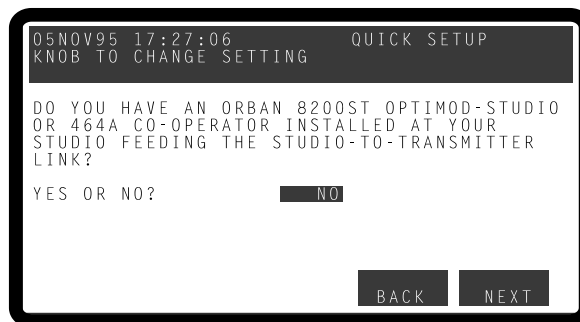 05NOV95 17:27:06 QUICK SETUP
KNOB TO CHANGE SETTING
DO YOU HAVE AN ORBAN 8200ST OPTIMOD-STUDIO
OR 464A CO-OPERATOR INSTALLED AT YOUR
STUDIO FEEDING THE STUDIO-TO-TRANSMITTER
LINK?
YES OR NO? NO
BACK NEXT